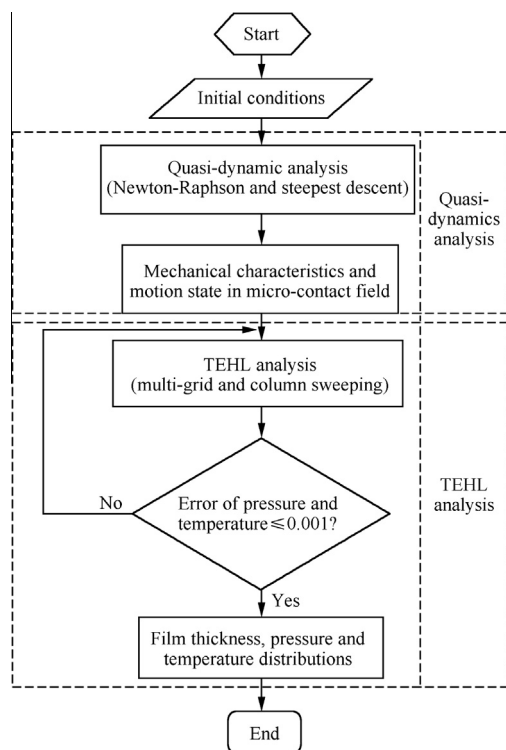 Start
Initial conditions
Quasi-dynamic analysis
(Newton-Raphson and steepest descent)
Quasi-
dynamics
analysis
Mechanical characteristics and
motion state in micro-contact field
TEHL analysis
(multi-grid and column sweeping)
TEHL
analysis
No
Error of pressure and
temperature≤0.001?
Yes
Film thickness, pressure and
temperature distributions
End